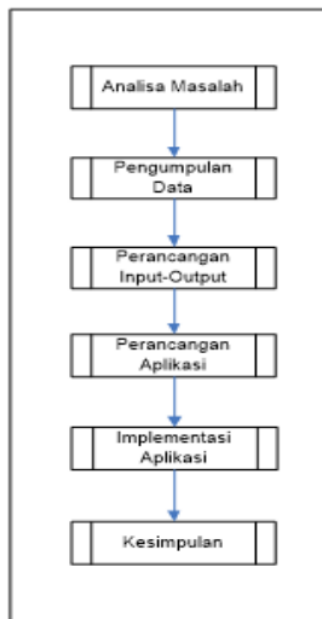 Analisa Masalah
Pengumpulan
Data
Perancangan
Input-Output
Perancangan
Aplikasi
Implementasi
Aplikasi
Kesimpulan